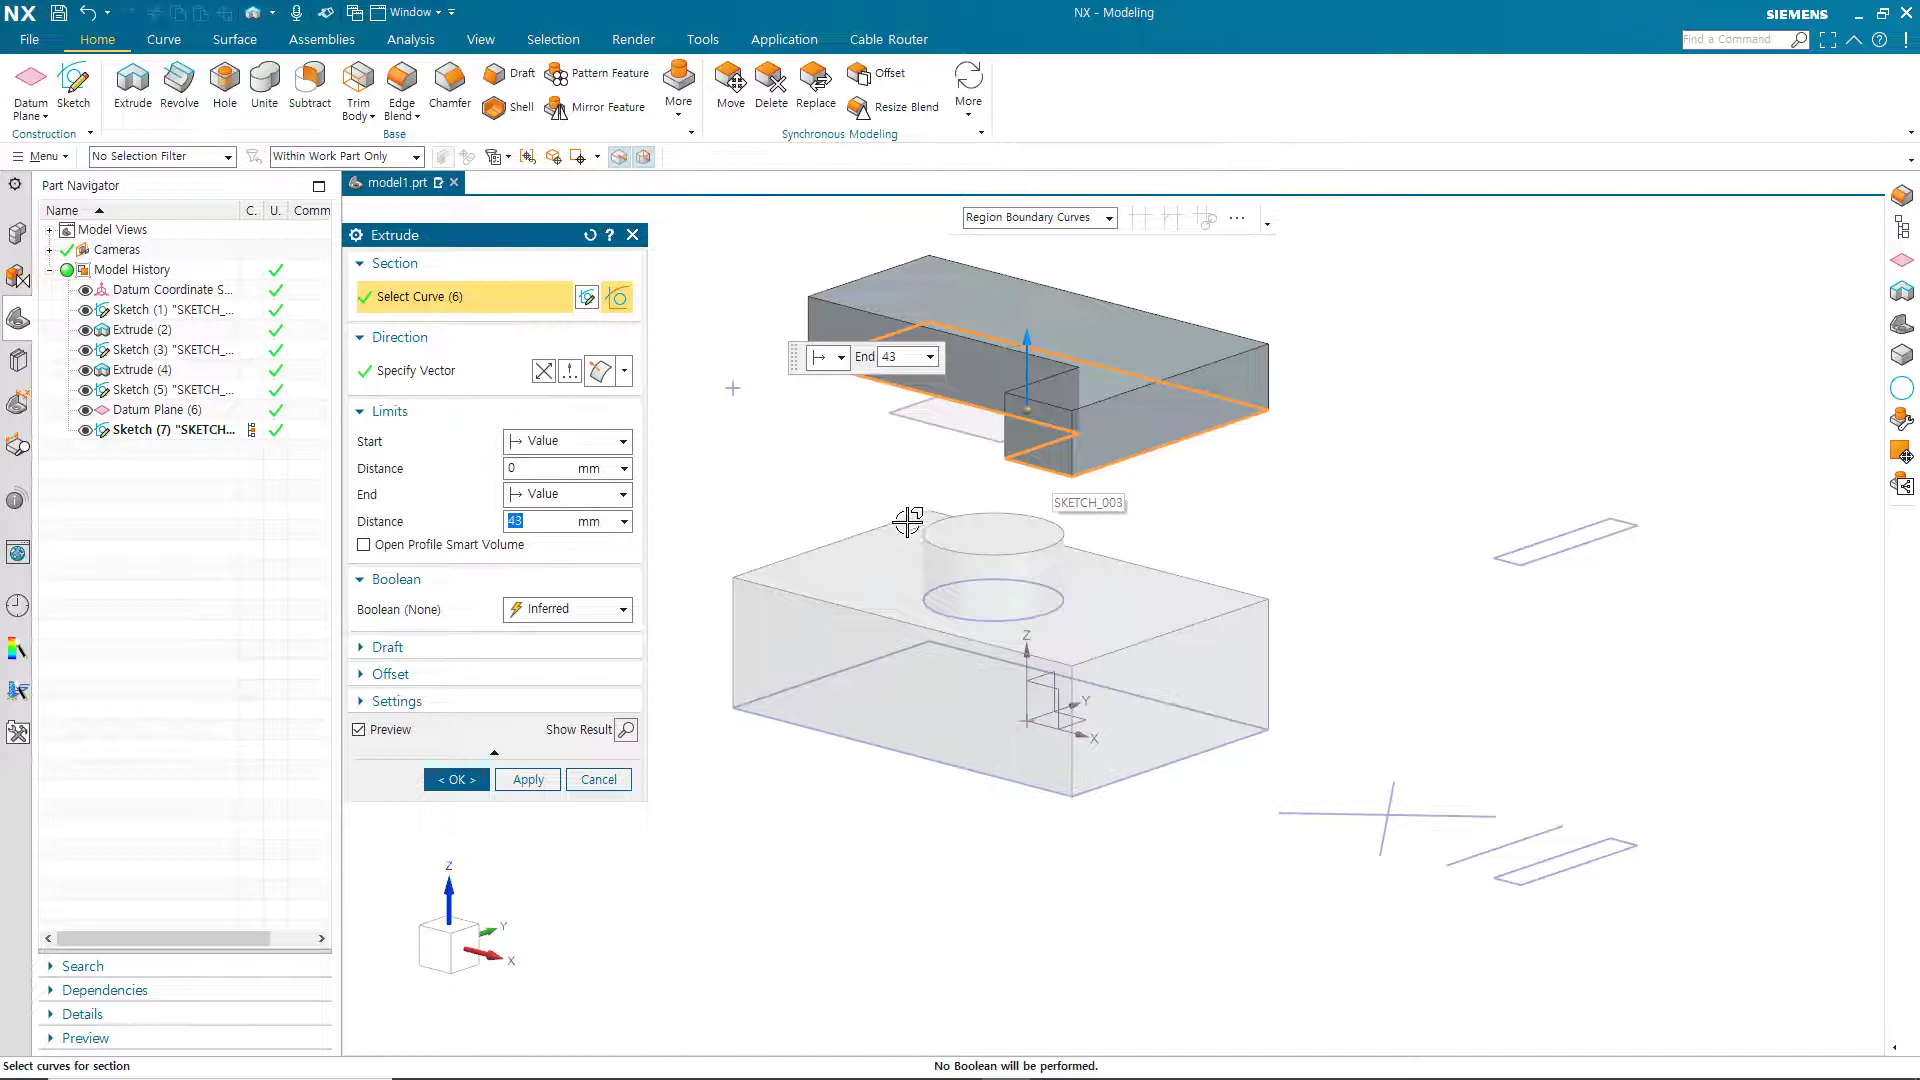 NX
Window
NX - Modeling
SIEMENS
File
Home
Curve
Surface
Assemblies
Analysis
View
Selection
Render
Tools
Application
Cable Router
Find a Command
Datum
Plane
Sketch
Extrude
Revolve
Hole
Unite
Subtract
Trim
Body
Edge
Blend
Chamfer
Draft
Shell
Pattern Feature
Mirror Feature
More
Move
Delete
Replace
Offset
Resize Blend
More
Construction
Base
Synchronous Modeling
Menu
No Selection Filter
Within Work Part Only
Part Navigator
model1.prt
Name
C.
U.
Comm
Model Views
Cameras
Model History
Datum Coordinate S...
Sketch (1) "SKETCH_...
Extrude (2)
Sketch (3) "SKETCH_...
Extrude (4)
Sketch (5) "SKETCH_...
Datum Plane (6)
Sketch (7) "SKETCH...
Search
Dependencies
Details
Preview
Extrude
Section
Select Curve (6)
Direction
Specify Vector
Limits
Start
Value
Distance
0
mm
End
Value
Distance
43
mm
Open Profile Smart Volume
Boolean
Boolean (None)
Inferred
Draft
Offset
Settings
Preview
Show Result
< OK >
Apply
Cancel
Region Boundary Curves
End
43
SKETCH_003
Z
Y
X
Z
Y
X
Select curves for section
No Boolean will be performed.